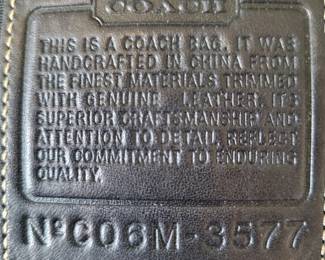 COACH
THIS IS A COACH BAG. IT WAS
HANDCRAFTED IN CHINA FROM
THE FINEST MATERIALS TRIMMED
WITH GENUINE LEATHER. ITS
SUPERIOR CRAFTSMANSHIP AND
ATTENTION TO DETAIL REFLECT
OUR COMMITMENT TO ENDURING
QUALITY.
Nº C06M-3577